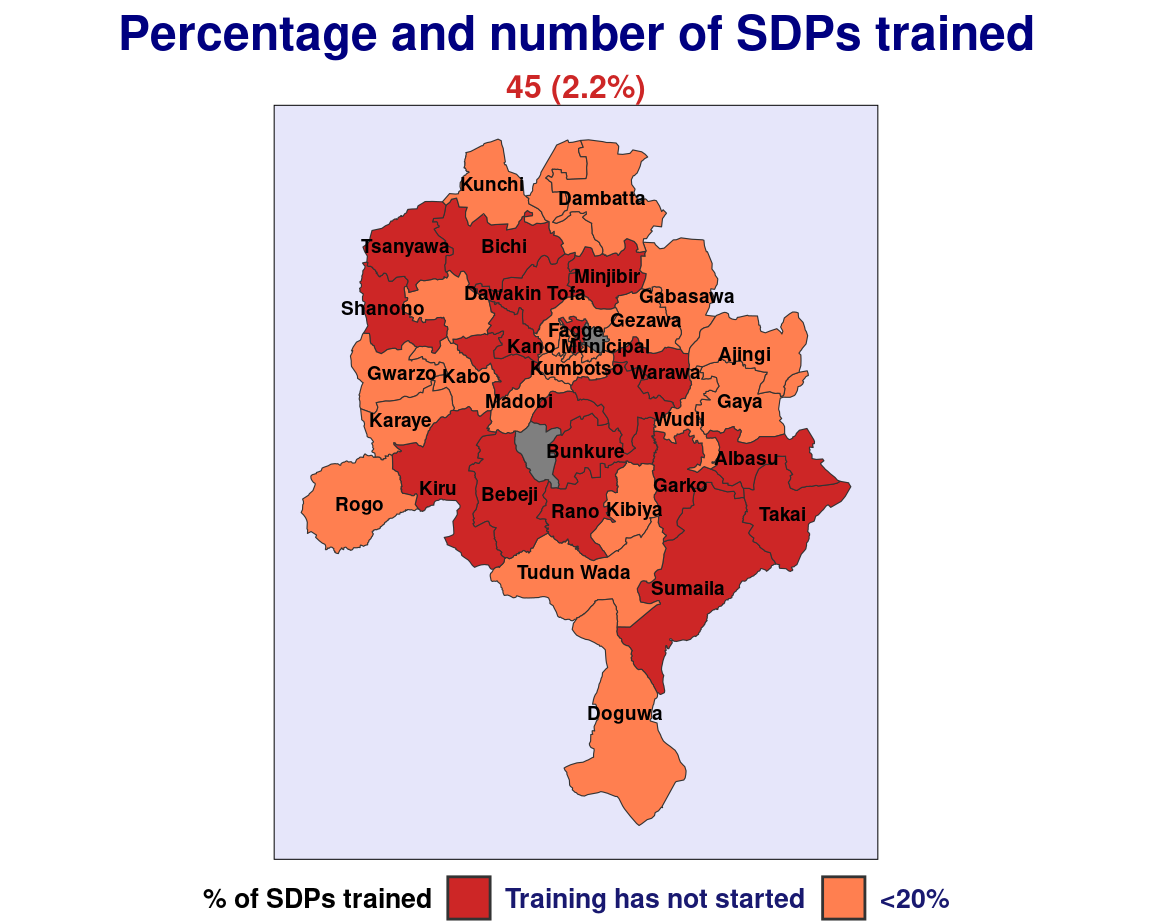 Percentage and number of SDPs trained
45 (2.2%)
Kunchi
Dambatta
Tsanyawa
Bichi
Minjibir
Dawakin Tofa
Gabasawa
Shanono
Gezawa
Fagge
Kano Municipal
Ajingi
Kumbotso
Gwarzo
Kabo
Warawa
Madobi
Gaya
Karaye
Wudil
Bunkure
Albasu
Garko
Kiru
Bebeji
Rogo
Rano
Kibiya
Takai
Tudun Wada
Sumaila
Doguwa
% of SDPs trained
Training has not started
<20%